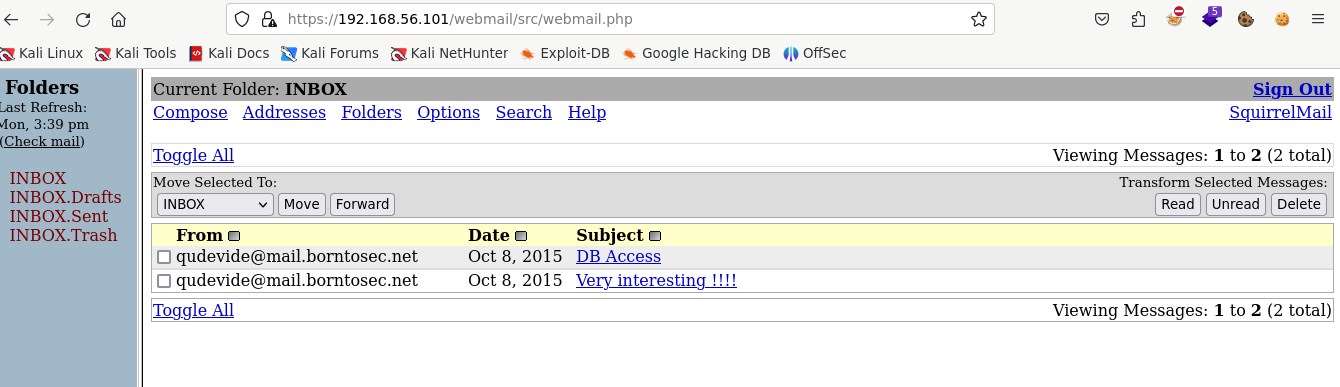 https://192.168.56.101/webmail/src/webmail.php
5
Kali Linux Kali Tools Kali Docs Kali Forums Kali NetHunter Exploit-DB Google Hacking DB OffSec
Folders
Last Refresh:
Mon, 3:39 pm
(Check mail)
INBOX
INBOX.Drafts
INBOX.Sent
INBOX.Trash
Current Folder: INBOX Sign Out
Compose Addresses Folders Options Search Help SquirrelMail
Toggle All Viewing Messages: 1 to 2 (2 total)
Move Selected To: Transform Selected Messages:
INBOX Move Forward Read Unread Delete
From Date Subject
qudevide@mail.borntosec.net Oct 8, 2015 DB Access
qudevide@mail.borntosec.net Oct 8, 2015 Very interesting !!!!
Toggle All Viewing Messages: 1 to 2 (2 total)